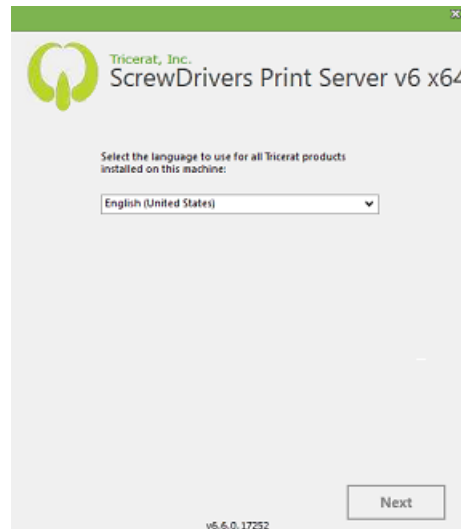 Tricerat, Inc.
ScrewDrivers Print Server v6 x64
Select the language to use for all Tricerat products
installed on this machine:
English (United States)
Next
v6.6.0.17252